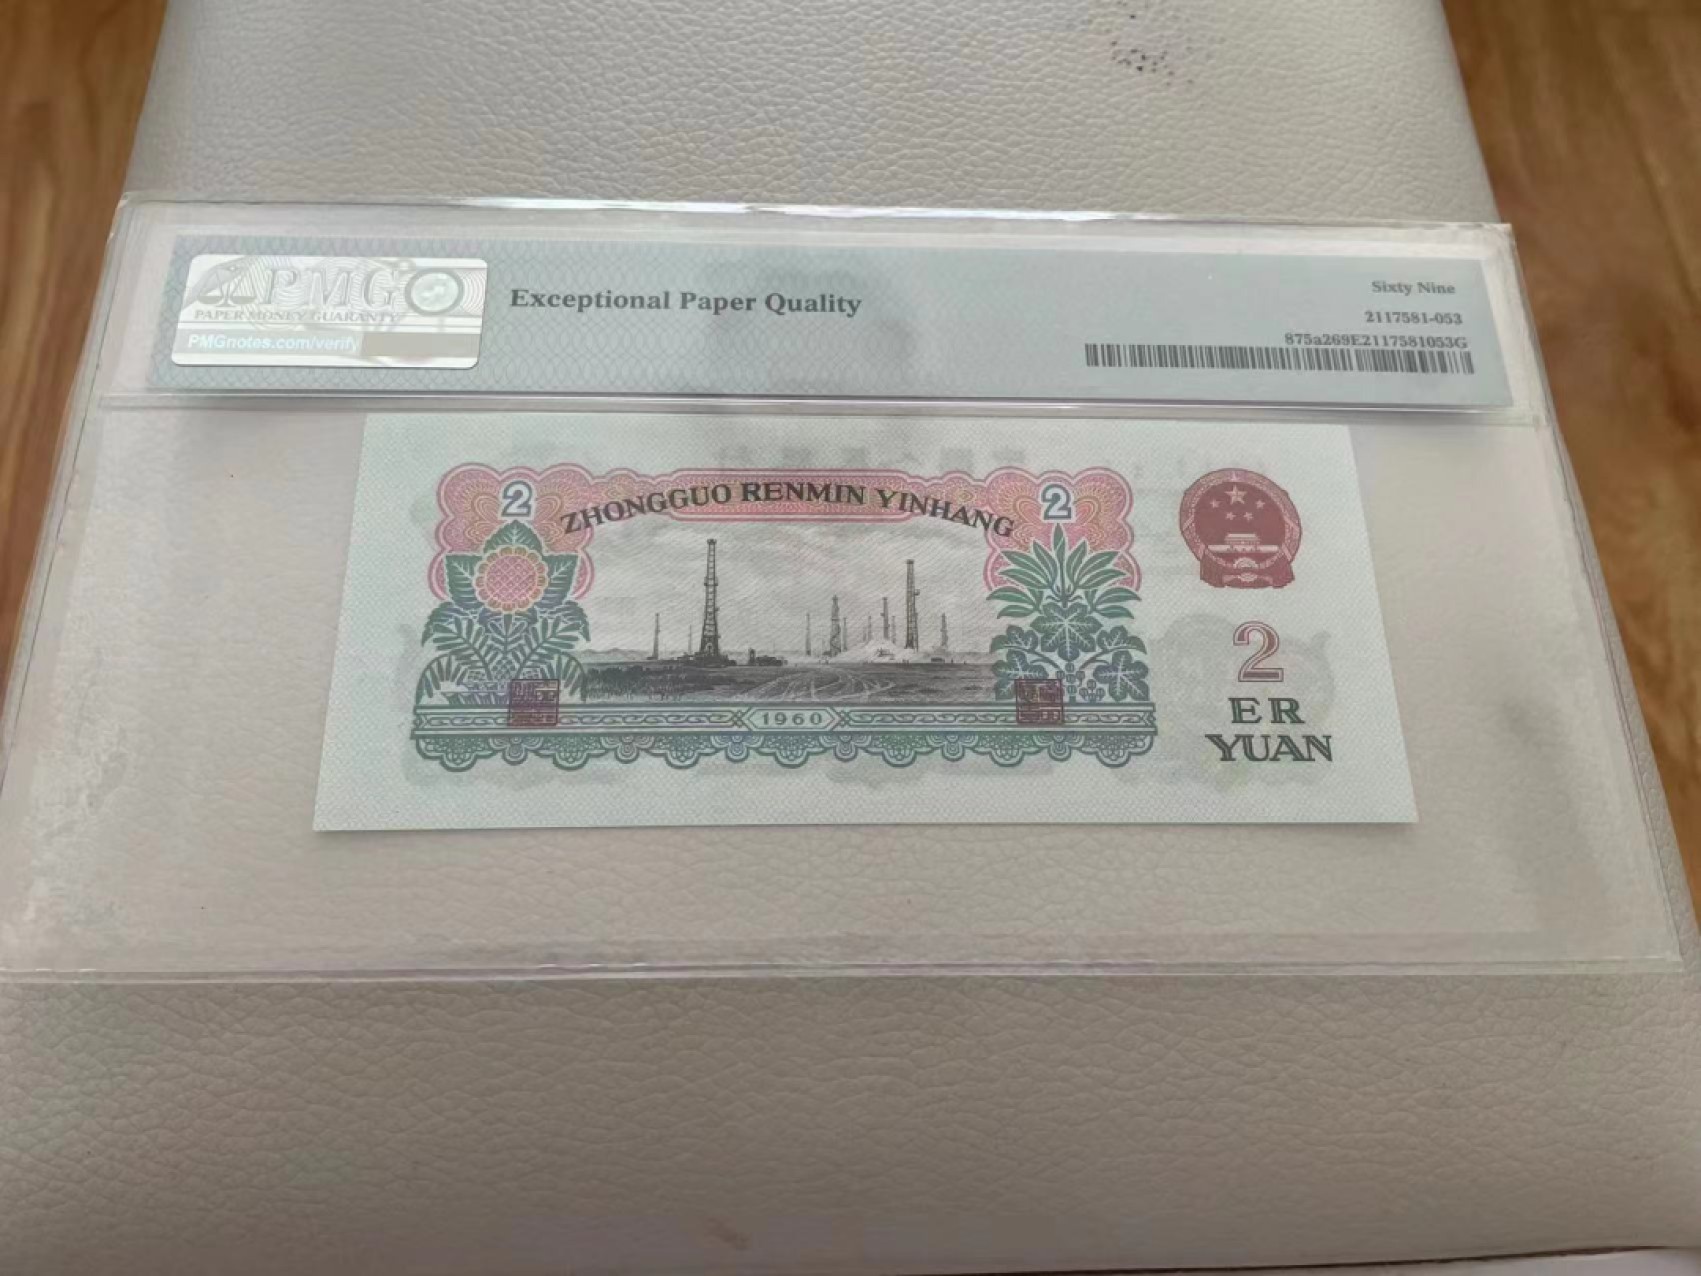 PMG
PAPER MONEY GUARANTY
PMGnotes.com/verify
Exceptional Paper Quality
Sixty Nine
2117581-053
875a269E2117581053G
2
ZHONGGUO RENMIN YINHANG
2
1960
2
ER
YUAN